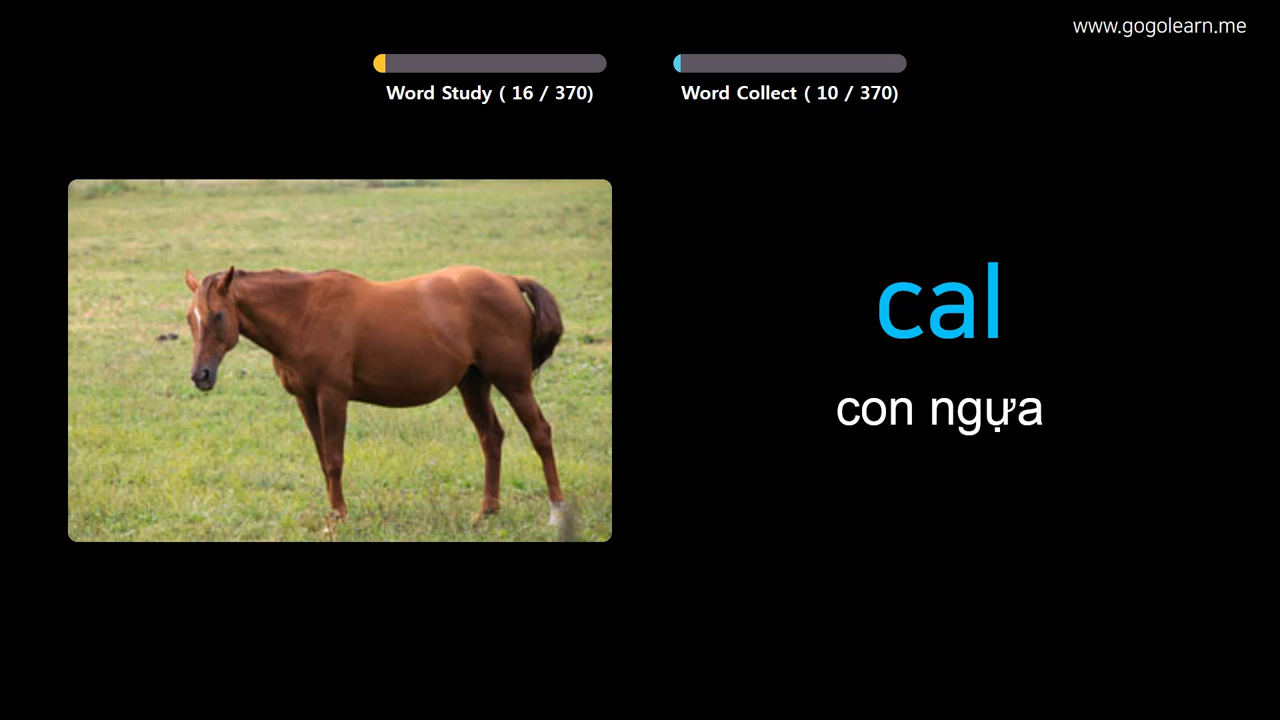 www.gogolearn.me
Word Study ( 16 / 370)
Word Collect ( 10 / 370)
cal
con ngựa